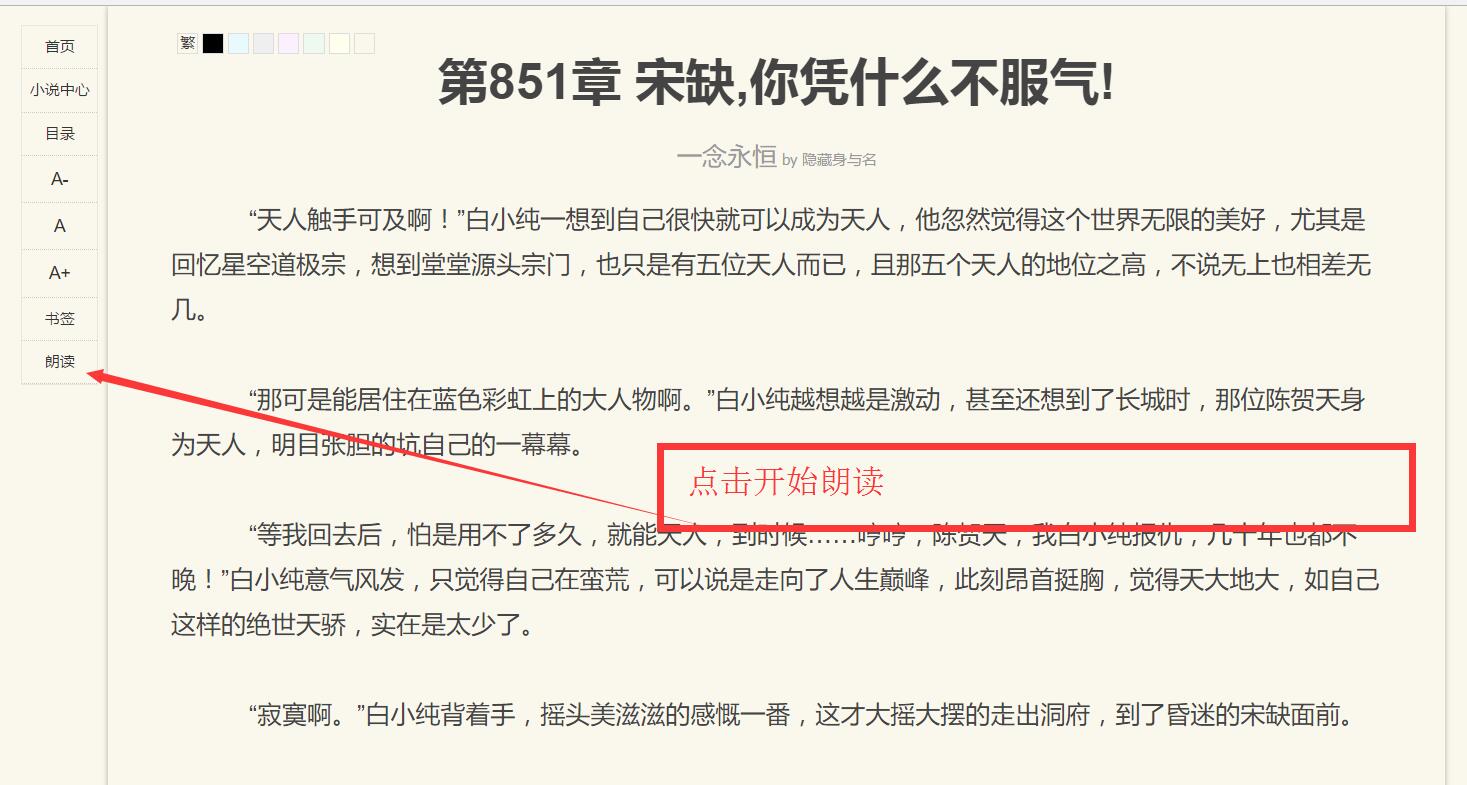 首页
小说中心
目录
A-
A
A+
书签
朗读
繁
第851章 宋缺,你凭什么不服气!
一念永恒 by 隐藏身与名
“天人触手可及啊！”白小纯一想到自己很快就可以成为天人，他忽然觉得这个世界无限的美好，尤其是
回忆星空道极宗，想到堂堂源头宗门，也只是有五位天人而已，且那五个天人的地位之高，不说无上也相差无
几。
“那可是能居住在蓝色彩虹上的大人物啊。”白小纯越想越是激动，甚至还想到了长城时，那位陈贺天身
为天人，明目张胆的坑自己的一幕幕。
点击开始朗读
“等我回去后，怕是用不了多久，就能天人，到时候……哼哼，陈贺天，我白小纯报仇，几十年也都不
晚！”白小纯意气风发，只觉得自己在蛮荒，可以说是走向了人生巅峰，此刻昂首挺胸，觉得天大地大，如自己
这样的绝世天骄，实在是太少了。
“寂寞啊。”白小纯背着手，摇头美滋滋的感慨一番，这才大摇大摆的走出洞府，到了昏迷的宋缺面前。